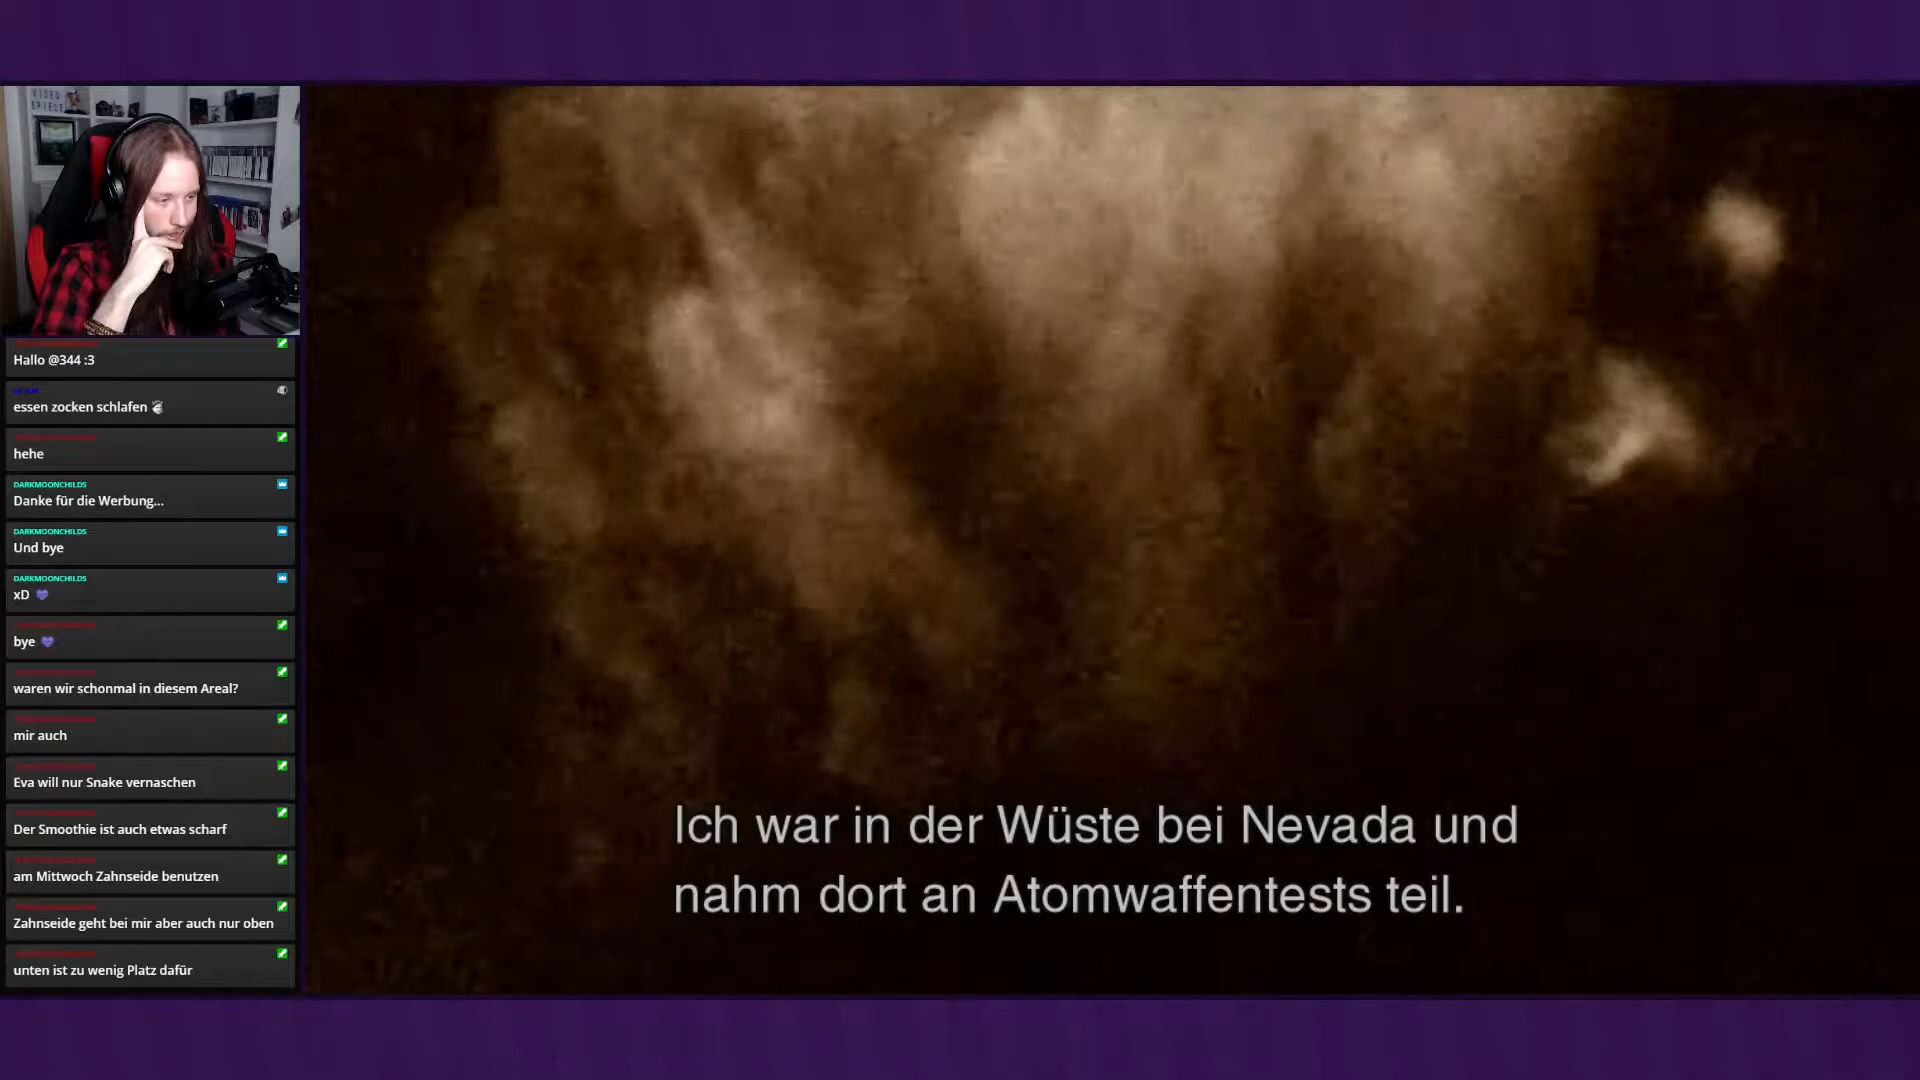 VIDEO
SPIELE
Hallo @344 :3
essen zocken schlafen
hehe
DARKMOONCHILDS
Danke für die Werbung...
DARKMOONCHILDS
Und bye
DARKMOONCHILDS
xD
bye
waren wir schonmal in diesem Areal?
mir auch
Eva will nur Snake vernaschen
Der Smoothie ist auch etwas scharf
am Mittwoch Zahnseide benutzen
Zahnseide geht bei mir aber auch nur oben
unten ist zu wenig Platz dafür
Ich war in der Wüste bei Nevada und
nahm dort an Atomwaffentests teil.